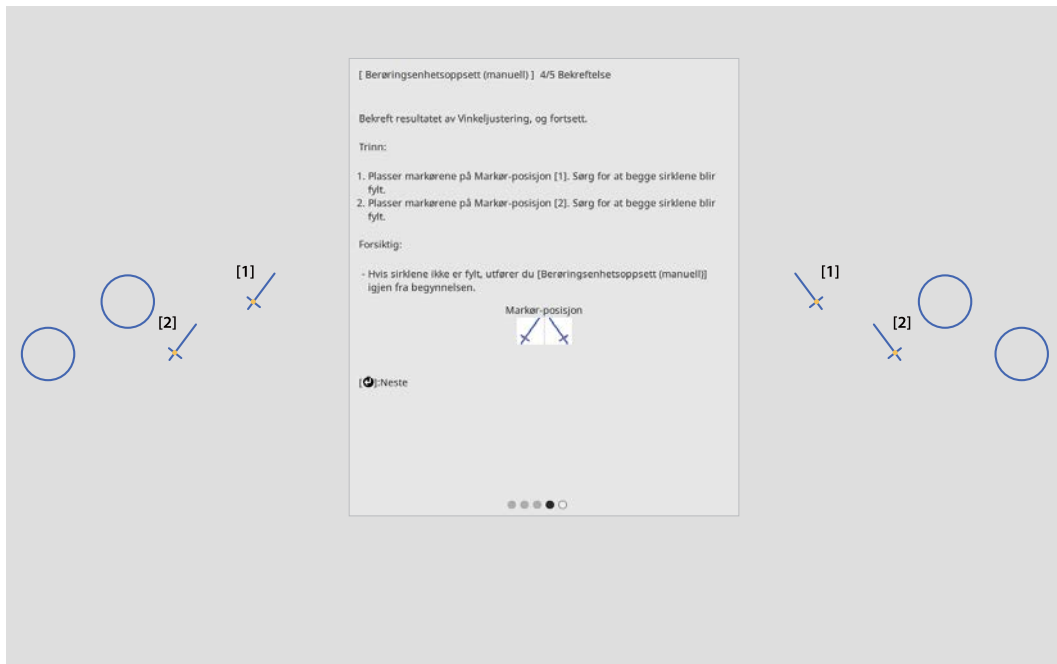 [ Berøringsenhetsoppsett (manuell) ] 4/5 Bekreftelse
Bekreft resultatet av Vinkeljustering, og fortsett.
Trinn:
1. Plasser markørene på Markør-posisjon [1]. Sørg for at begge sirklene blir
fylt.
2. Plasser markørene på Markør-posisjon [2]. Sørg for at begge sirklene blir
fylt.
Forsiktig:
- Hvis sirklene ikke er fylt, utfører du [Berøringsenhetsoppsett (manuell)]
igjen fra begynnelsen.
Markør-posisjon
[ ]:Neste
[1]
[2]
[1]
[2]